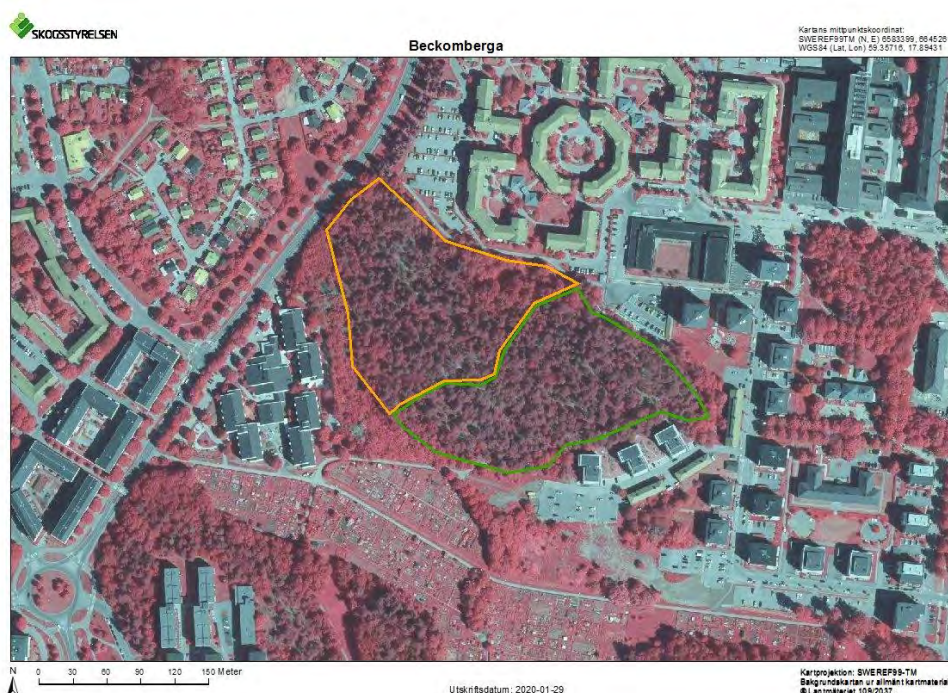 SKOGSSTYRELSEN
Beckomberga
Kartans mittpunktskoordinat:
SWEREF99TM (N, E) 6583399, 664526
WGS84 (Lat, Lon) 59.35716, 17.89431
N
0 30 60 90 120 150 Meter
Utskriftsdatum: 2020-01-29
Kartprojektion: SWEREF99-TM
Bakgrundskartan ur allmänt kartmateria
© Lantmäteriet 109/2037